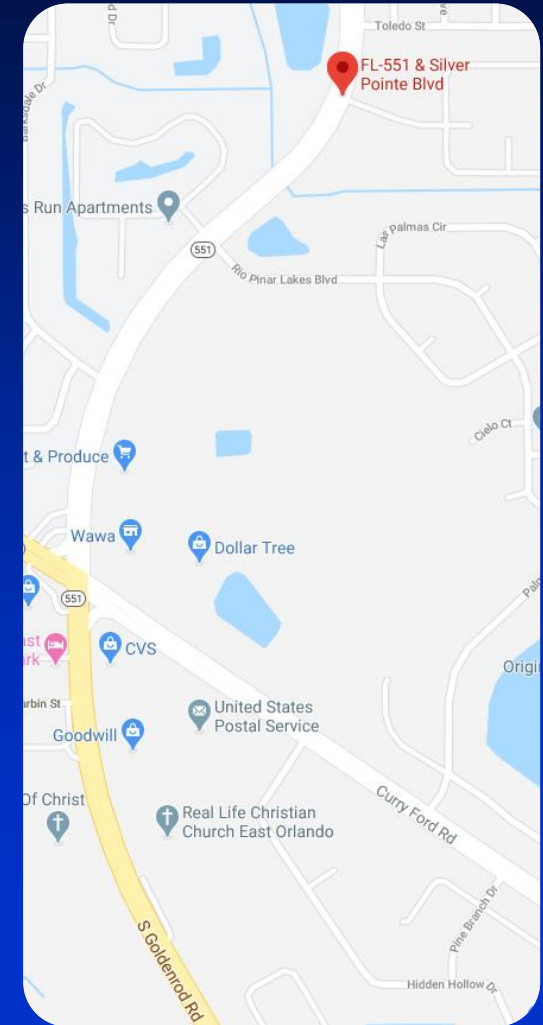 Toledo St
FL-551 & Silver
Pointe Blvd
s Run Apartments
551
Las Palmas Cir
Rio Pinar Lakes Blvd
Cielo Ct
t & Produce
Wawa
Dollar Tree
551
CVS
Origi
United States
Postal Service
Goodwill
Of Christ
Real Life Christian
Church East Orlando
Curry Ford Rd
S Goldenrod Rd
Pine Branch Dr
Hidden Hollow Dr